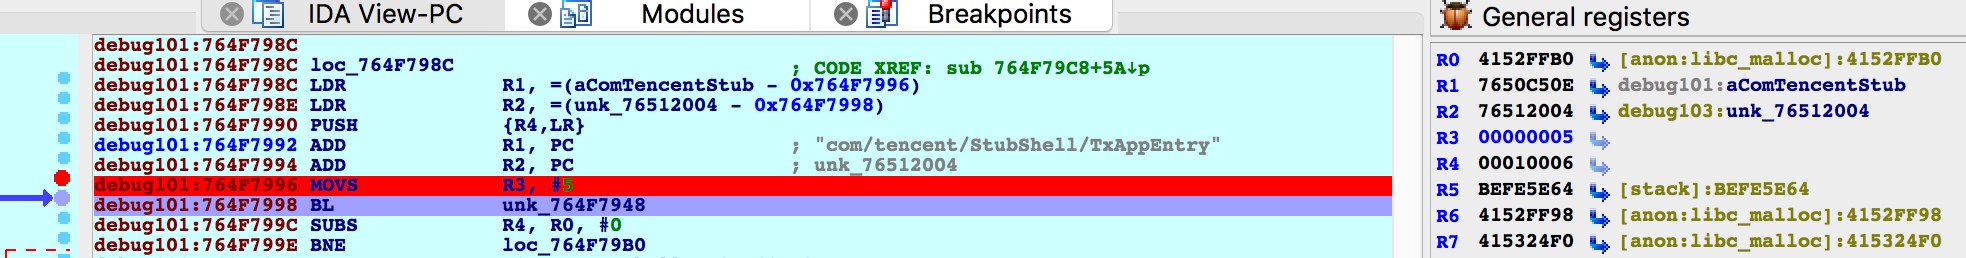 IDA View-PC Modules Breakpoints
debug101:764F798C
debug101:764F798C loc_764F798C ; CODE XREF: sub 764F79C8+5A↓p
debug101:764F798C LDR R1, =(aComTencentStub - 0x764F7996)
debug101:764F798E LDR R2, =(unk_76512004 - 0x764F7998)
debug101:764F7990 PUSH {R4,LR}
debug101:764F7992 ADD R1, PC ; "com/tencent/StubShell/TxAppEntry"
debug101:764F7994 ADD R2, PC ; unk_76512004
debug101:764F7996 MOVS R3, #5
debug101:764F7998 BL unk_764F7948
debug101:764F799C SUBS R4, R0, #0
debug101:764F799E BNE loc_764F79B0
General registers
R0 4152FFB0 [anon:libc_malloc]:4152FFB0
R1 7650C50E debug101:aComTencentStub
R2 76512004 debug103:unk_76512004
R3 00000005
R4 00010006
R5 BEFE5E64 [stack]:BEFE5E64
R6 4152FF98 [anon:libc_malloc]:4152FF98
R7 415324F0 [anon:libc_malloc]:415324F0